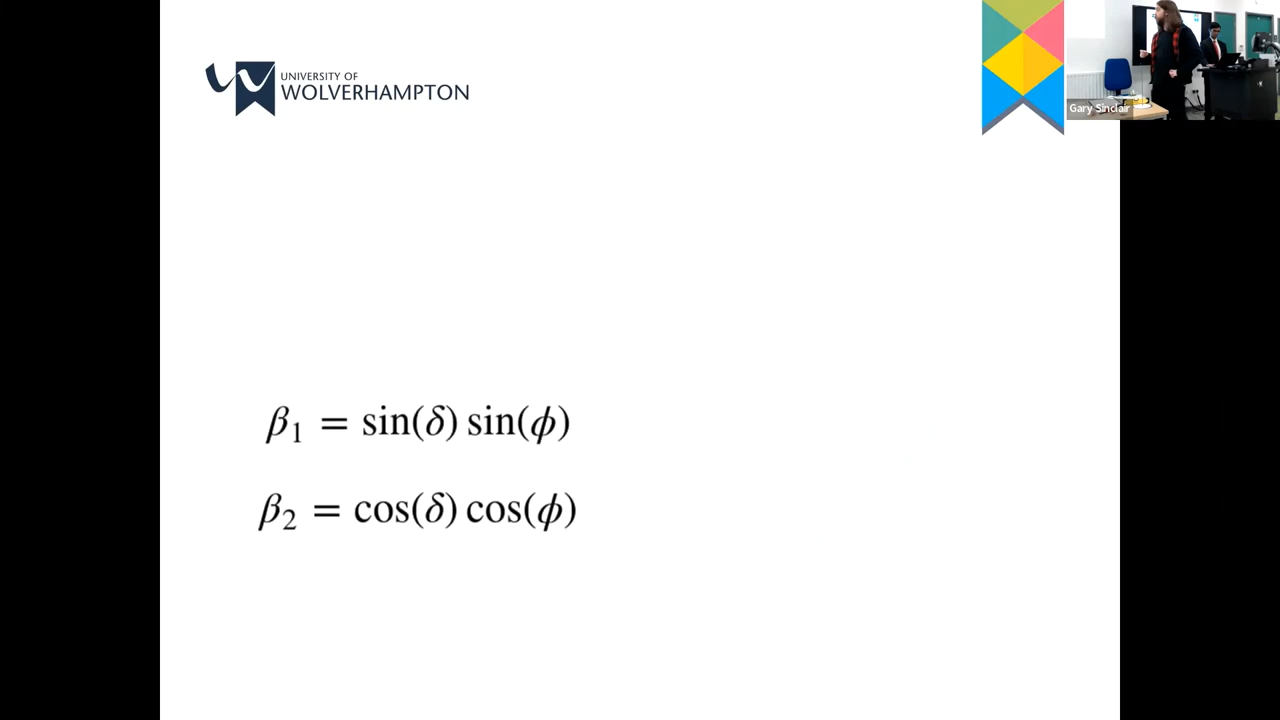 UNIVERSITY OF
WOLVERHAMPTON
Gary Sinclair
β₁ = sin(δ) sin(ϕ)
β₂ = cos(δ) cos(ϕ)